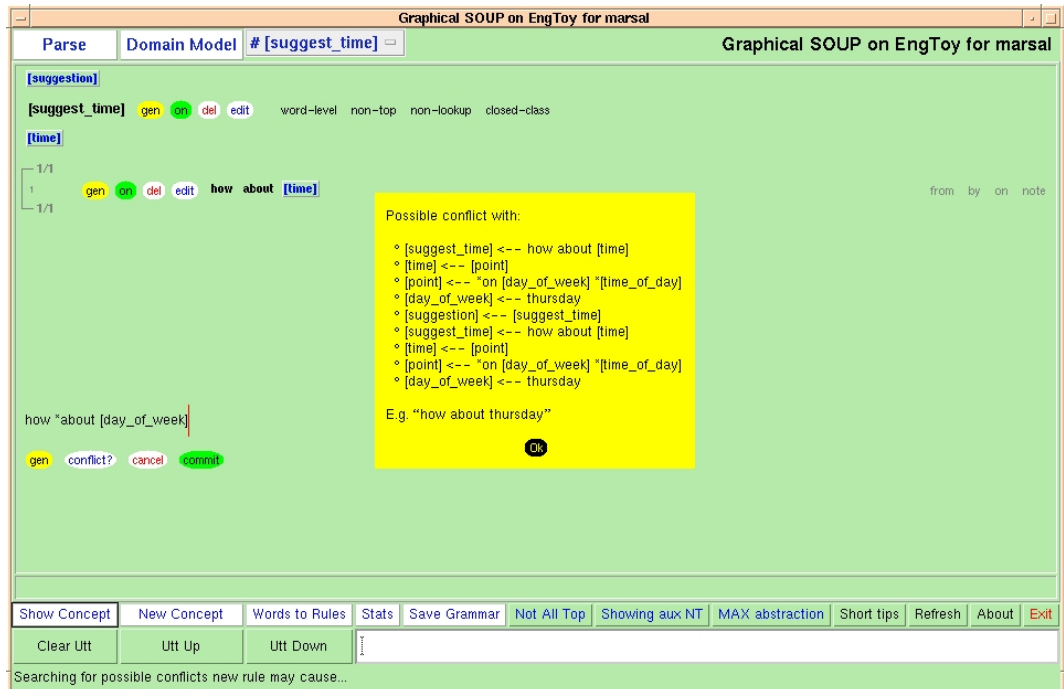 Graphical SOUP on EngToy for marsal
Parse Domain Model # [suggest_time] Graphical SOUP on EngToy for marsal
[suggestion]
[suggest_time] gen on del edit word-level non-top non-lookup closed-class
[time]
1/1
1 gen on del edit how about [time] from by on note
1/1
Possible conflict with:
° [suggest_time] <-- how about [time]
° [time] <-- [point]
° [point] <-- *on [day_of_week] *[time_of_day]
° [day_of_week] <-- thursday
° [suggestion] <-- [suggest_time]
° [suggest_time] <-- how about [time]
° [time] <-- [point]
° [point] <-- *on [day_of_week] *[time_of_day]
° [day_of_week] <-- thursday
E.g. “how about thursday”
Ok
how *about [day_of_week]
gen conflict? cancel commit
Show Concept New Concept Words to Rules Stats Save Grammar Not All Top Showing aux NT MAX abstraction Short tips Refresh About Exit
Clear Utt Utt Up Utt Down
Searching for possible conflicts new rule may cause...